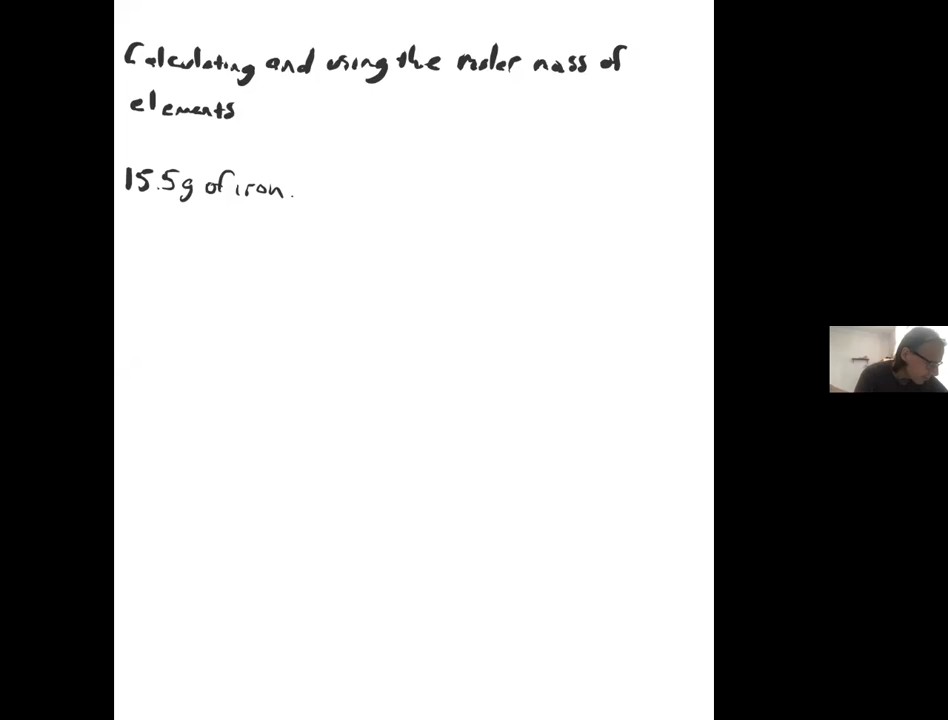 Calculating and using the molar mass of
elements
15.5g of iron.